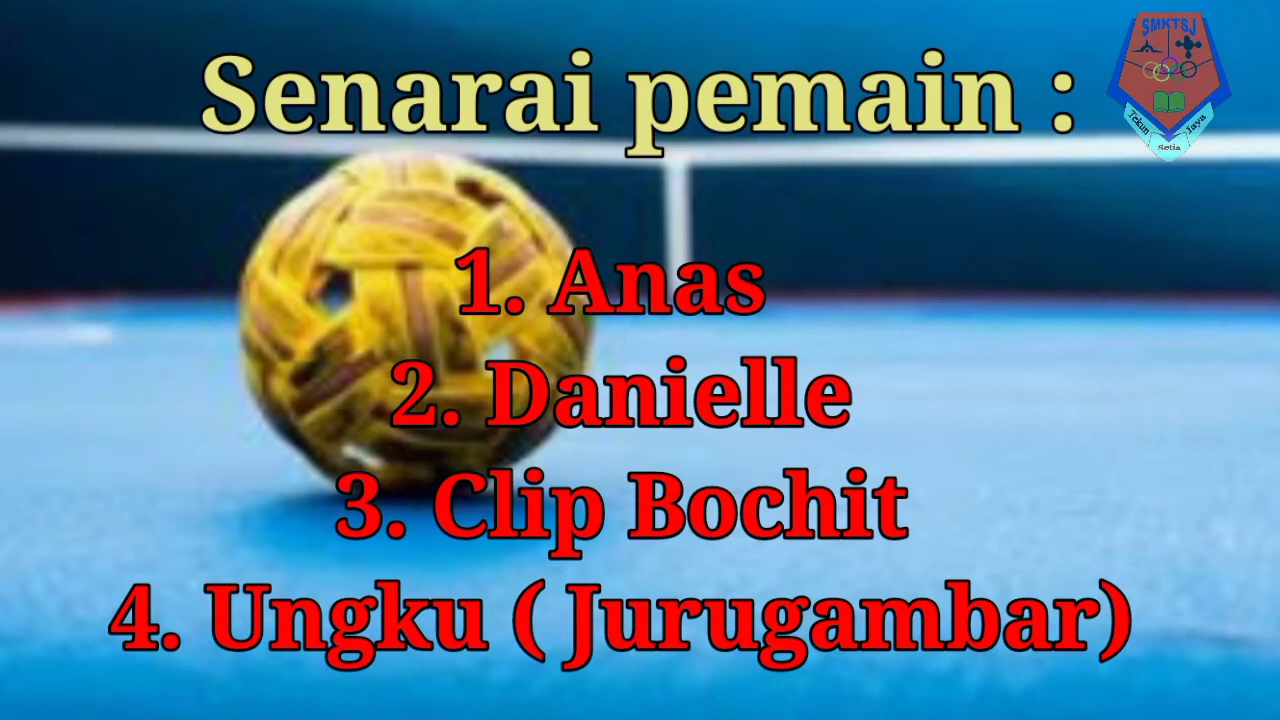 SMKTSJ
Senarai pemain :
Tekun Setia Jaya
1. Anas
2. Danielle
3. Clip Bochit
4. Ungku ( Jurugambar)